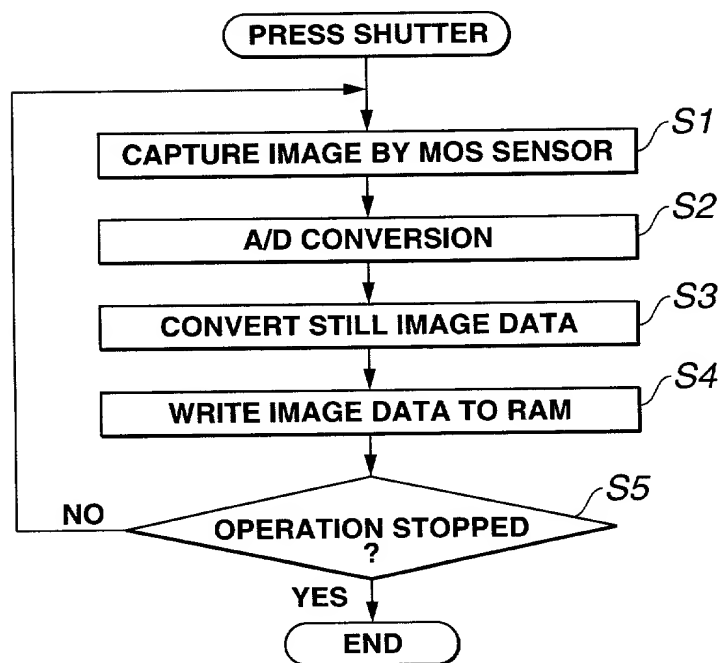 PRESS SHUTTER
S1
CAPTURE IMAGE BY MOS SENSOR
S2
A/D CONVERSION
S3
CONVERT STILL IMAGE DATA
S4
WRITE IMAGE DATA TO RAM
S5
NO
OPERATION STOPPED
?
YES
END